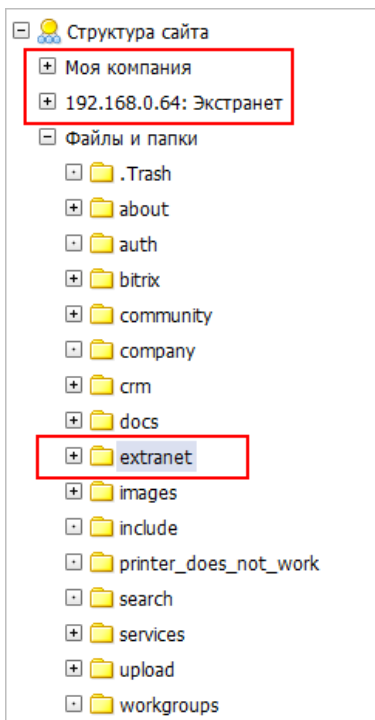 Структура сайта
Моя компания
192.168.0.64: Экстранет
Файлы и папки
.Trash
about
auth
bitrix
community
company
crm
docs
extranet
images
include
printer_does_not_work
search
services
upload
workgroups